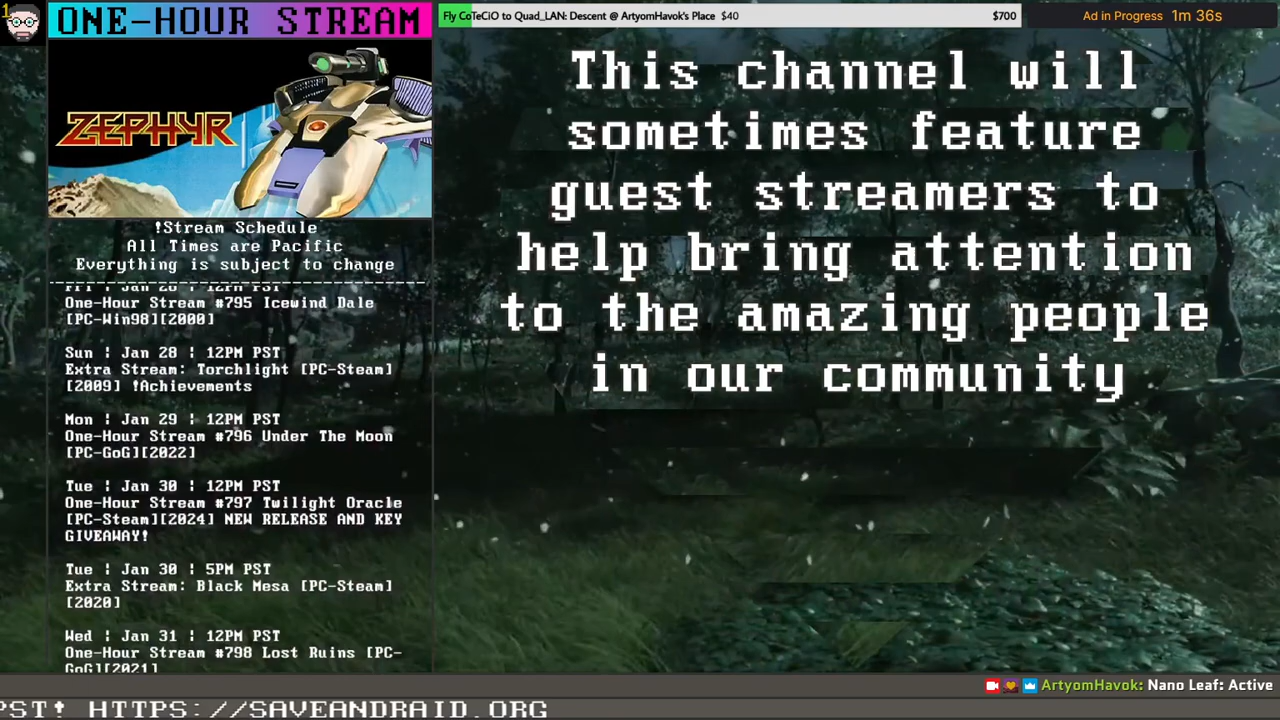 1
ONE-HOUR STREAM
ZEPHYR
!Stream Schedule
All Times are Pacific
Everything is subject to change
One-Hour Stream #795 Icewind Dale
[PC-Win98][2000]
Sun | Jan 28 | 12PM PST
Extra Stream: Torchlight [PC-Steam]
[2009] !Achievements
Mon | Jan 29 | 12PM PST
One-Hour Stream #796 Under The Moon
[PC-GoG][2022]
Tue | Jan 30 | 12PM PST
One-Hour Stream #797 Twilight Oracle
[PC-Steam][2024] NEW RELEASE AND KEY
GIVEAWAY!
Tue | Jan 30 | 5PM PST
Extra Stream: Black Mesa [PC-Steam]
[2020]
Wed | Jan 31 | 12PM PST
One-Hour Stream #798 Lost Ruins [PC-
GoG][2021]
Fly CoTeCiO to Quad_LAN: Descent @ ArtyomHavok's Place $40 $700
Ad in Progress 1m 36s
This channel will
sometimes feature
guest streamers to
help bring attention
to the amazing people
in our community
ArtyomHavok: Nano Leaf: Active
PST! HTTPS://SAVEANDRAID.ORG